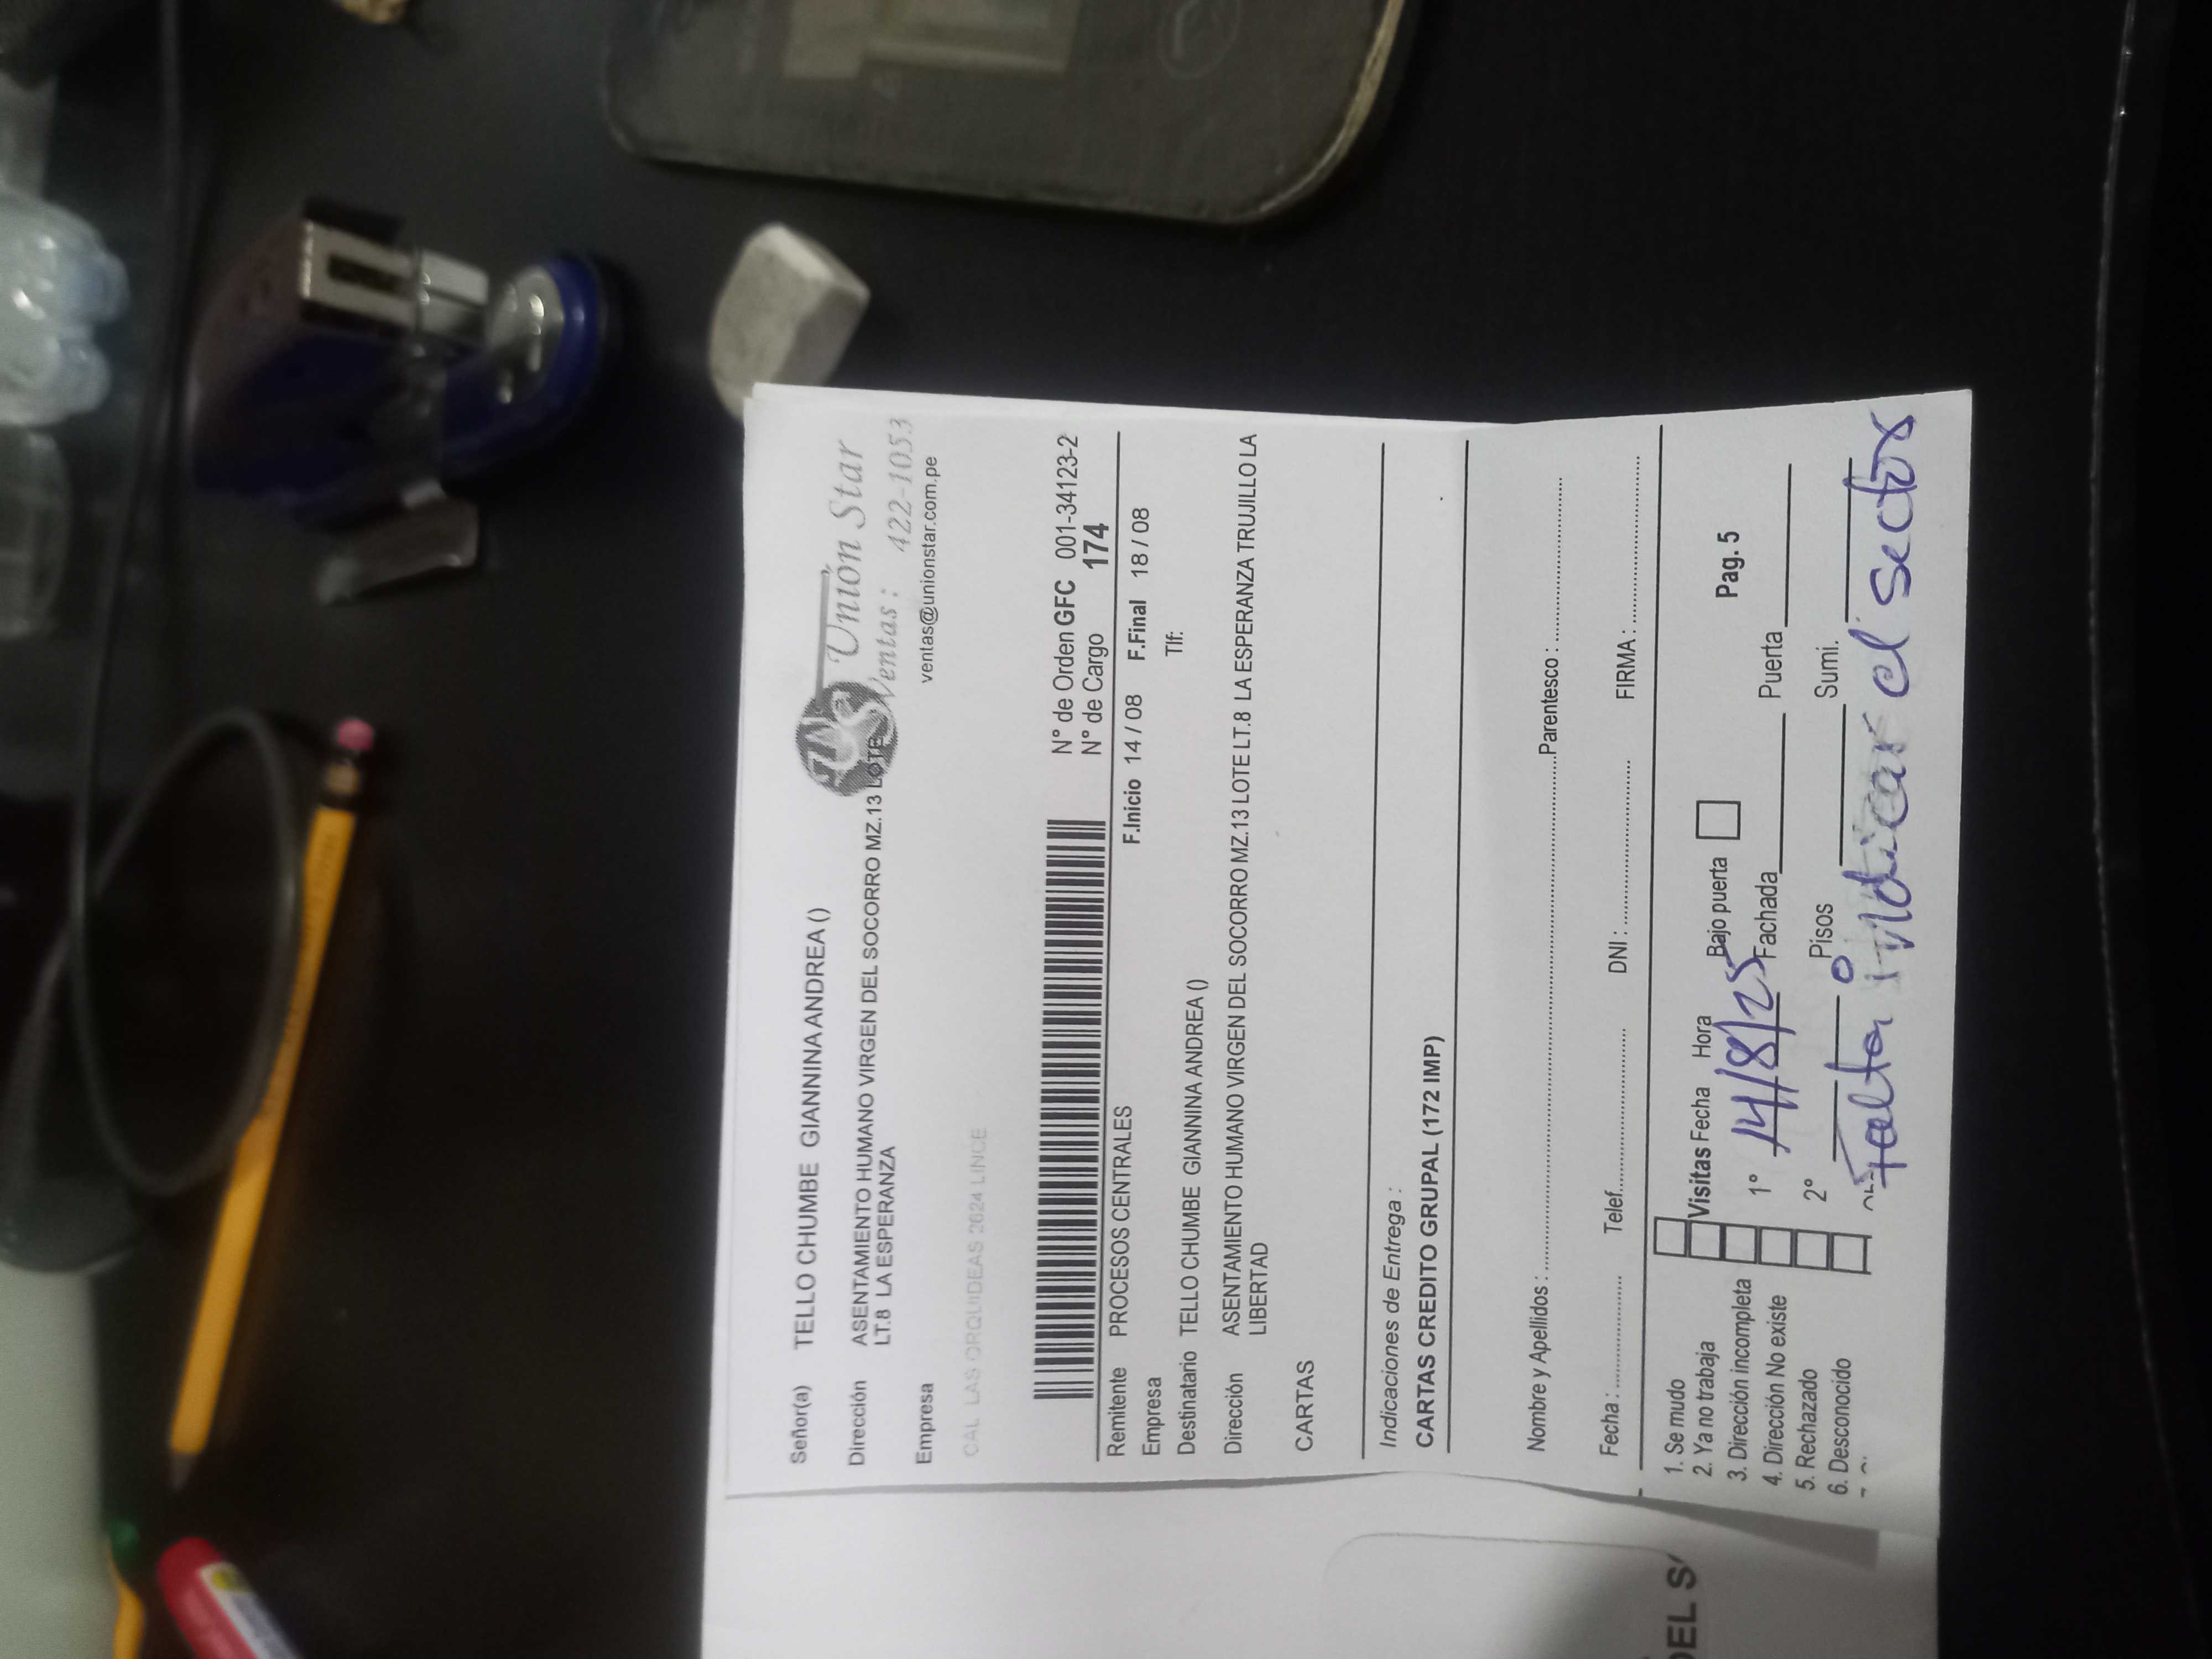 Unión Star
Ventas : 422-1053
ventas@unionstar.com.pe
Señor(a) TELLO CHUMBE GIANNINA ANDREA ()
Dirección ASENTAMIENTO HUMANO VIRGEN DEL SOCORRO MZ.13 LOTE
LT.8 LA ESPERANZA
Empresa
CAL LAS ORQUIDEAS 2624 LINCE
N° de Orden GFC 001-34123-2
N° de Cargo 174
Remitente PROCESOS CENTRALES F.Inicio 14 / 08 F.Final 18 / 08
Empresa Tlf:
Destinatario TELLO CHUMBE GIANNINA ANDREA ()
Dirección ASENTAMIENTO HUMANO VIRGEN DEL SOCORRO MZ.13 LOTE LT.8 LA ESPERANZA TRUJILLO LA
LIBERTAD
CARTAS
Indicaciones de Entrega :
CARTAS CREDITO GRUPAL (172 IMP)
Nombre y Apellidos : Parentesco :
Fecha : Telef. DNI : FIRMA :
1. Se mudo
2. Ya no trabaja Visitas Fecha Hora Bajo puerta Pag. 5
3. Dirección incompleta 1° 14/8/25 Fachada Puerta
4. Dirección No existe
5. Rechazado 2° Pisos Sumi.
6. Desconocido
Falta indicar el sector
DEL S